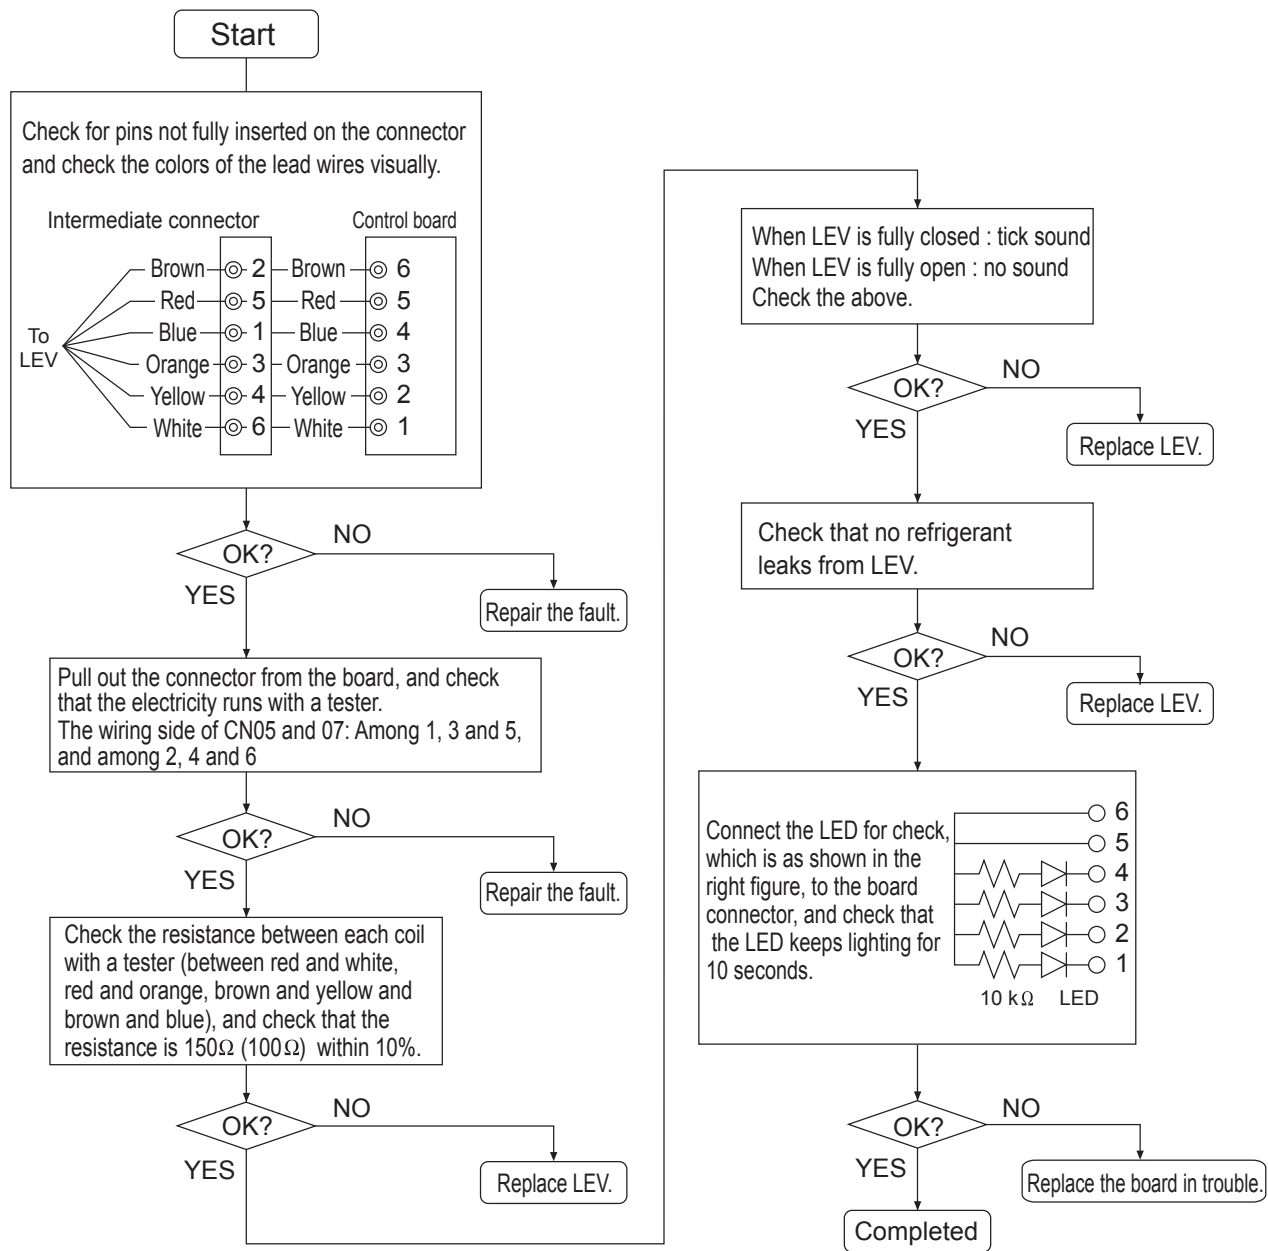 Start
Check for pins not fully inserted on the connector
and check the colors of the lead wires visually.
Intermediate connector Control board
Brown 2 Brown 6
Red 5 Red 5
Blue 1 Blue 4
Orange 3 Orange 3
Yellow 4 Yellow 2
White 6 White 1
To
LEV
OK?
NO
YES
Repair the fault.
Pull out the connector from the board, and check
that the electricity runs with a tester.
The wiring side of CN05 and 07: Among 1, 3 and 5,
and among 2, 4 and 6
OK?
NO
YES
Repair the fault.
Check the resistance between each coil
with a tester (between red and white,
red and orange, brown and yellow and
brown and blue), and check that the
resistance is 150Ω (100Ω) within 10%.
OK?
NO
YES
Replace LEV.
When LEV is fully closed : tick sound
When LEV is fully open : no sound
Check the above.
OK?
NO
YES
Replace LEV.
Check that no refrigerant
leaks from LEV.
OK?
NO
YES
Replace LEV.
Connect the LED for check,
which is as shown in the
right figure, to the board
connector, and check that
the LED keeps lighting for
10 seconds.
6
5
4
3
2
1
10 kΩ LED
OK?
NO
YES
Replace the board in trouble.
Completed